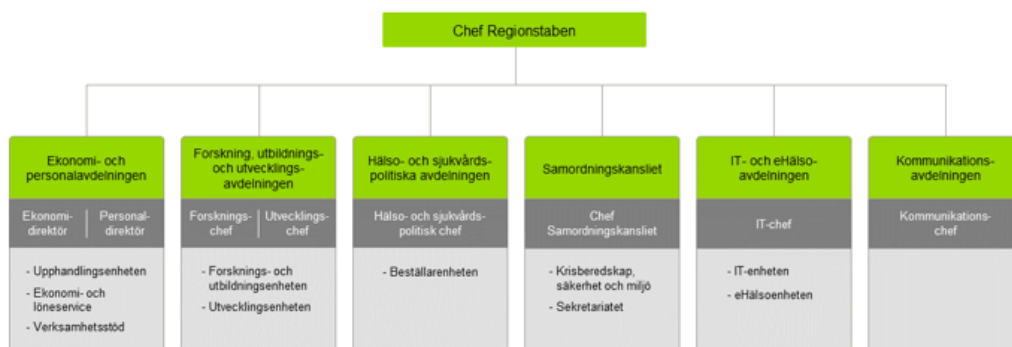 Chef Regionstaben
Ekonomi- och
personalavdelningen
Forskning, utbildnings-
och utvecklings-
avdelningen
Hälso- och sjukvårds-
politiska avdelningen
Samordningskansliet
IT- och eHälso-
avdelningen
Kommunikations-
avdelningen
Ekonomi-
direktör
Personal-
direktör
Forsknings-
chef
Utvecklings-
chef
Hälso- och sjukvårds-
politisk chef
Chef
Samordningskansliet
IT-chef
Kommunikations-
chef
- Upphandlingsenheten
- Ekonomi- och
löneservice
- Verksamhetsstöd
- Forsknings- och
utbildningsenheten
- Utvecklingsenheten
- Beställarenheten
- Krisberedskap,
säkerhet och miljö
- Sekretariatet
- IT-enheten
- eHälsoenheten